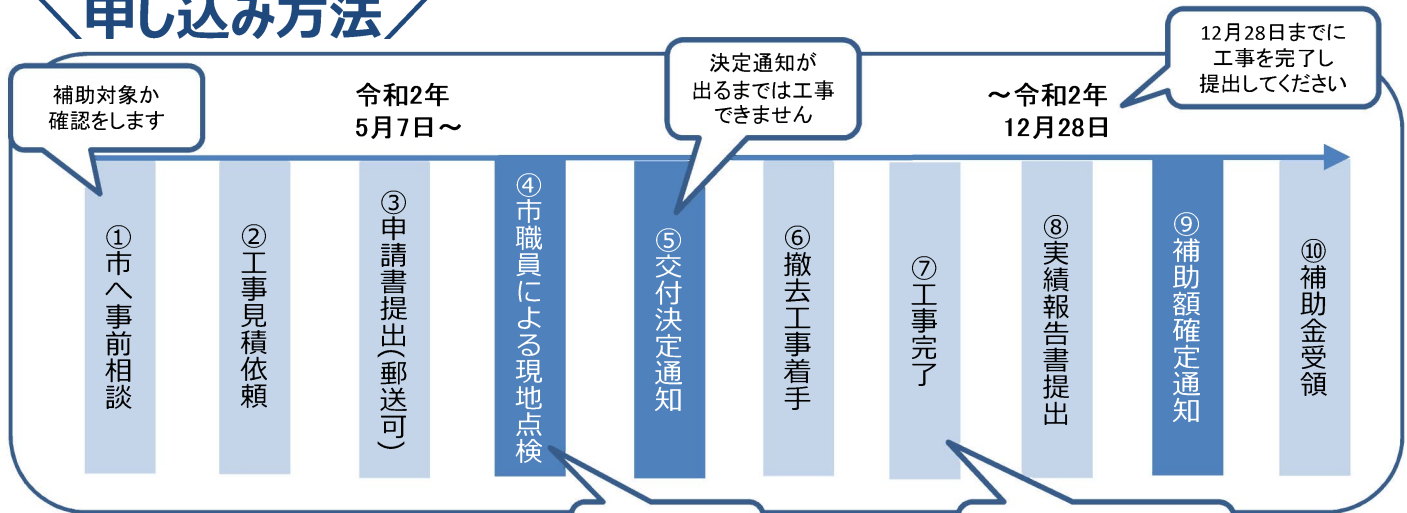 申し込み方法
補助対象か
確認をします
令和2年
5月7日～
決定通知が
出るまでは工事
できません
～令和2年
12月28日
12月28日までに
工事を完了し
提出してください
①市へ事前相談
②工事見積依頼
③申請書提出(郵送可)
④市職員による現地点検
⑤交付決定通知
⑥撤去工事着手
⑦工事完了
⑧実績報告書提出
⑨補助額確定通知
⑩補助金受領